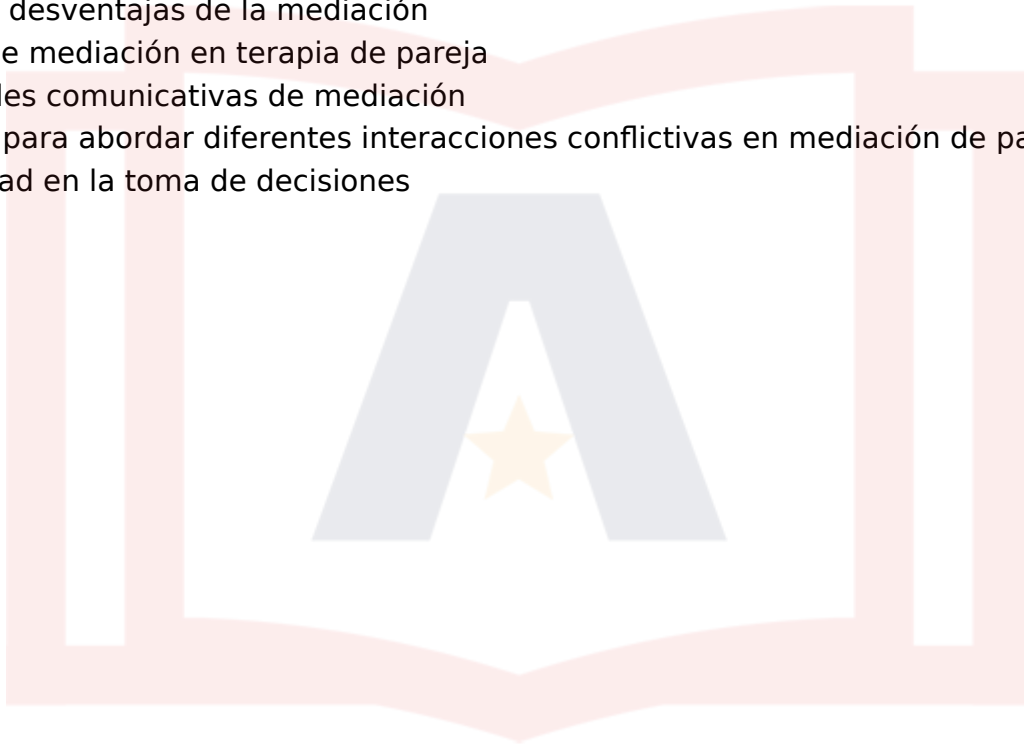 desventajas de la mediación
e mediación en terapia de pareja
les comunicativas de mediación
para abordar diferentes interacciones conflictivas en mediación de pa
ad en la toma de decisiones